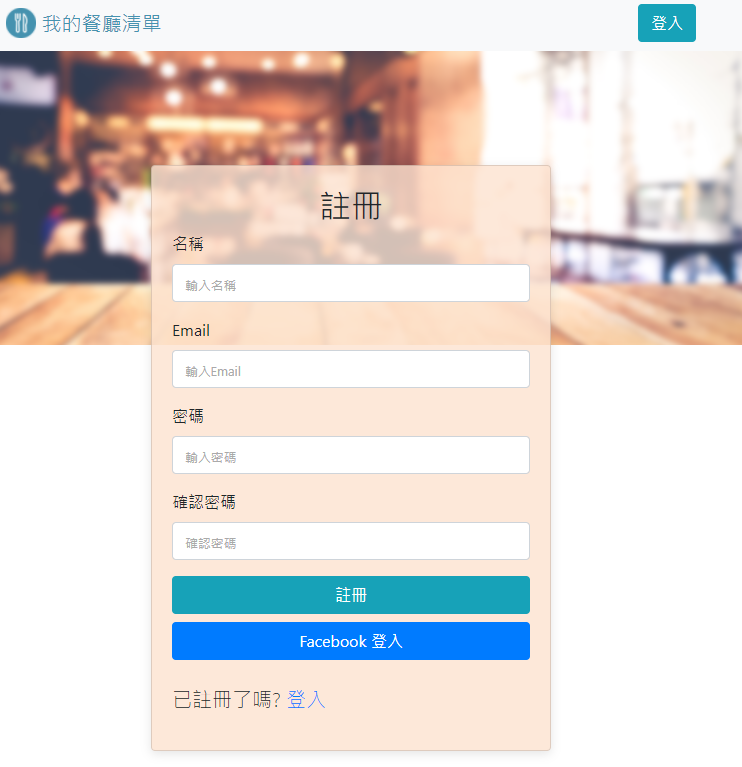 我的餐廳清單
登入
註冊
名稱
輸入名稱
Email
輸入Email
密碼
輸入密碼
確認密碼
確認密碼
註冊
Facebook 登入
已註冊了嗎? 登入